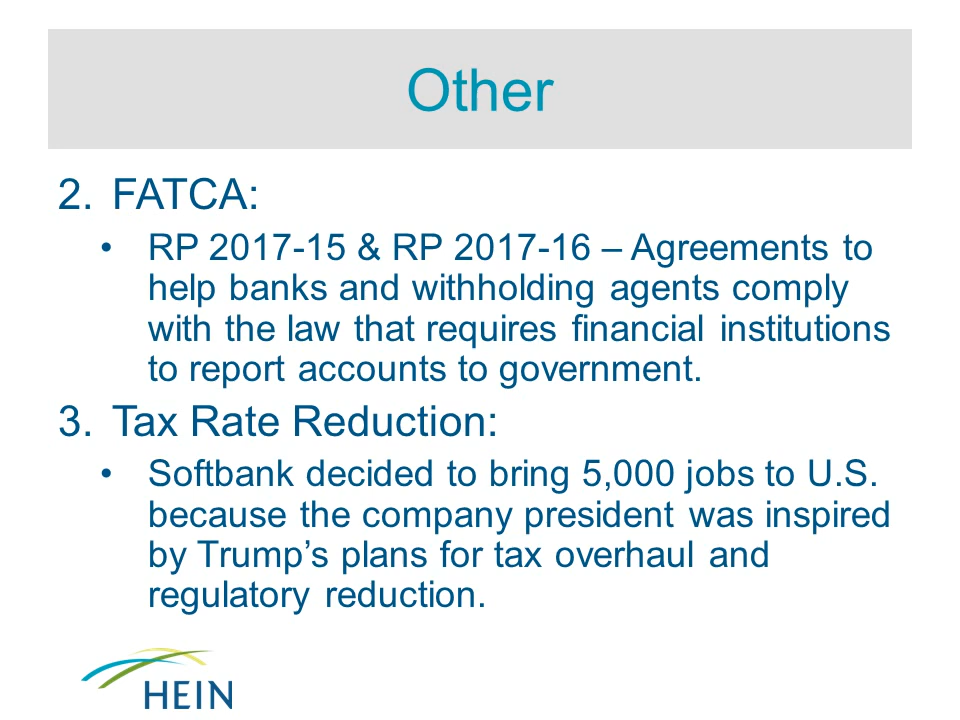 Other
2. FATCA:
• RP 2017-15 & RP 2017-16 – Agreements to
help banks and withholding agents comply
with the law that requires financial institutions
to report accounts to government.
3. Tax Rate Reduction:
• Softbank decided to bring 5,000 jobs to U.S.
because the company president was inspired
by Trump’s plans for tax overhaul and
regulatory reduction.
HEIN